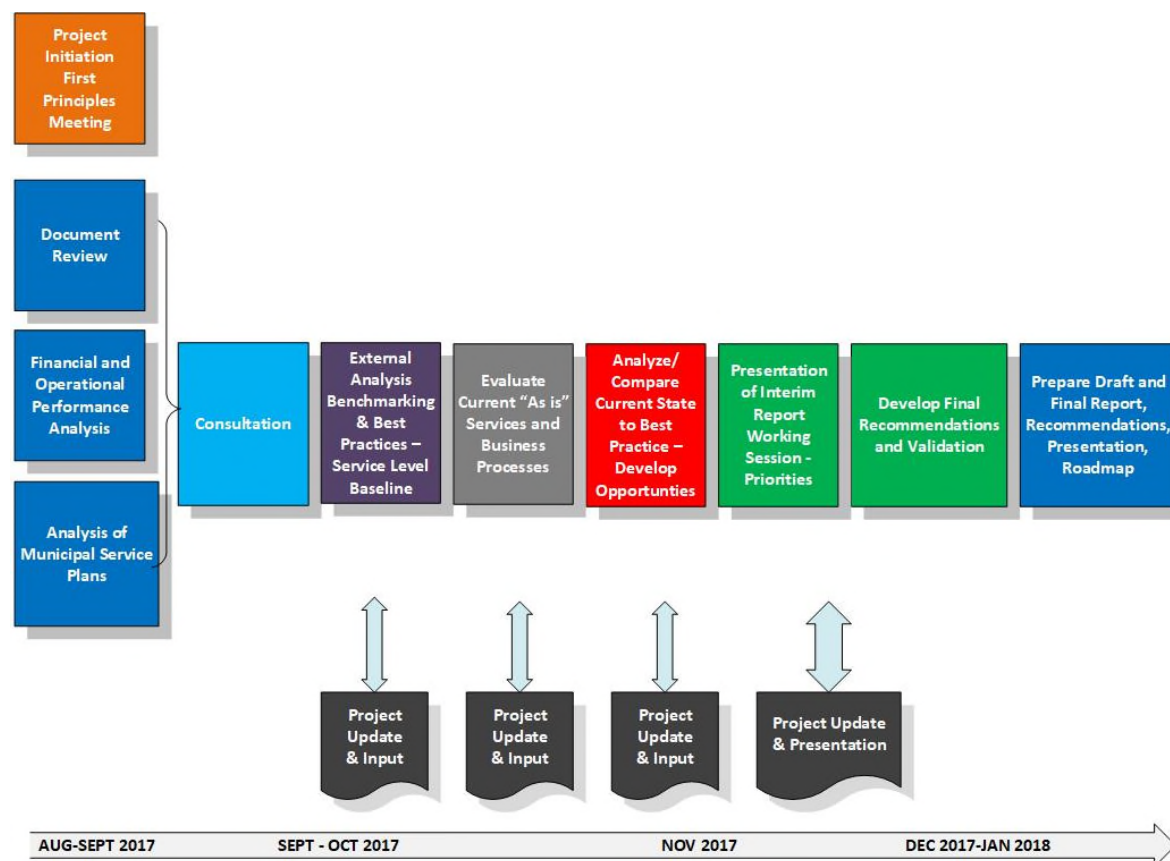 Project
Initiation
First
Principles
Meeting
Document
Review
Financial and
Operational
Performance
Analysis
Analysis of
Municipal Service
Plans
Consultation
External
Analysis
Benchmarking
& Best
Practices –
Service Level
Baseline
Evaluate
Current “As is”
Services and
Business
Processes
Analyze/
Compare
Current State
to Best
Practice –
Develop
Opportunties
Presentation
of Interim
Report
Working
Session -
Priorities
Develop Final
Recommendations
and Validation
Prepare Draft and
Final Report,
Recommendations,
Presentation,
Roadmap
Project
Update
& Input
Project
Update
& Input
Project
Update
& Input
Project Update
& Presentation
AUG-SEPT 2017
SEPT - OCT 2017
NOV 2017
DEC 2017-JAN 2018